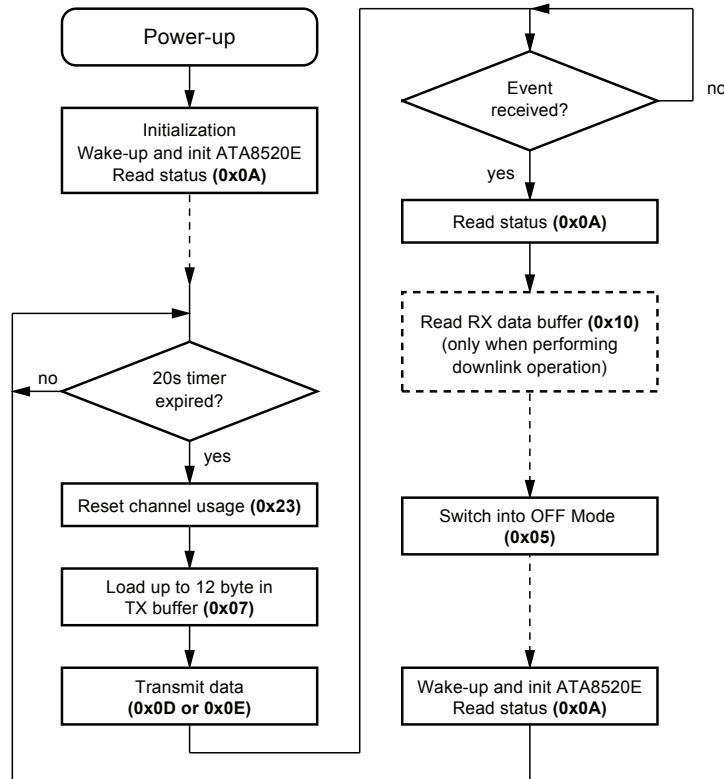 Power-up
Initialization
Wake-up and init ATA8520E
Read status (0x0A)
20s timer
expired?
no
yes
Reset channel usage (0x23)
Load up to 12 byte in
TX buffer (0x07)
Transmit data
(0x0D or 0x0E)
Event
received?
no
yes
Read status (0x0A)
Read RX data buffer (0x10)
(only when performing
downlink operation)
Switch into OFF Mode
(0x05)
Wake-up and init ATA8520E
Read status (0x0A)